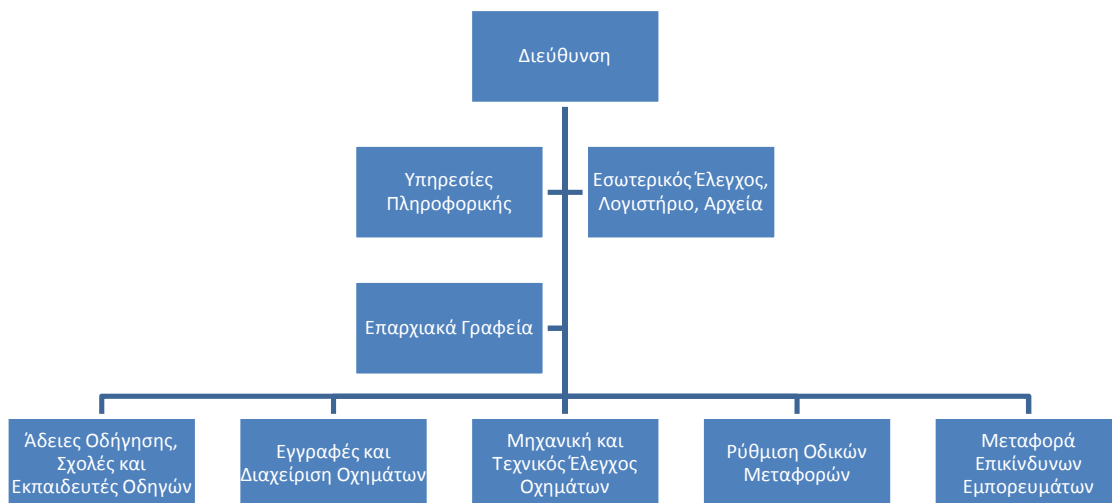 Διεύθυνση
Υπηρεσίες
Πληροφορικής
Εσωτερικός Έλεγχος,
Λογιστήριο, Αρχεία
Επαρχιακά Γραφεία
Άδειες Οδήγησης,
Σχολές και
Εκπαιδευτές Οδηγών
Εγγραφές και
Διαχείριση Οχημάτων
Μηχανική και
Τεχνικός Έλεγχος
Οχημάτων
Ρύθμιση Οδικών
Μεταφορών
Μεταφορά
Επικίνδυνων
Εμπορευμάτων